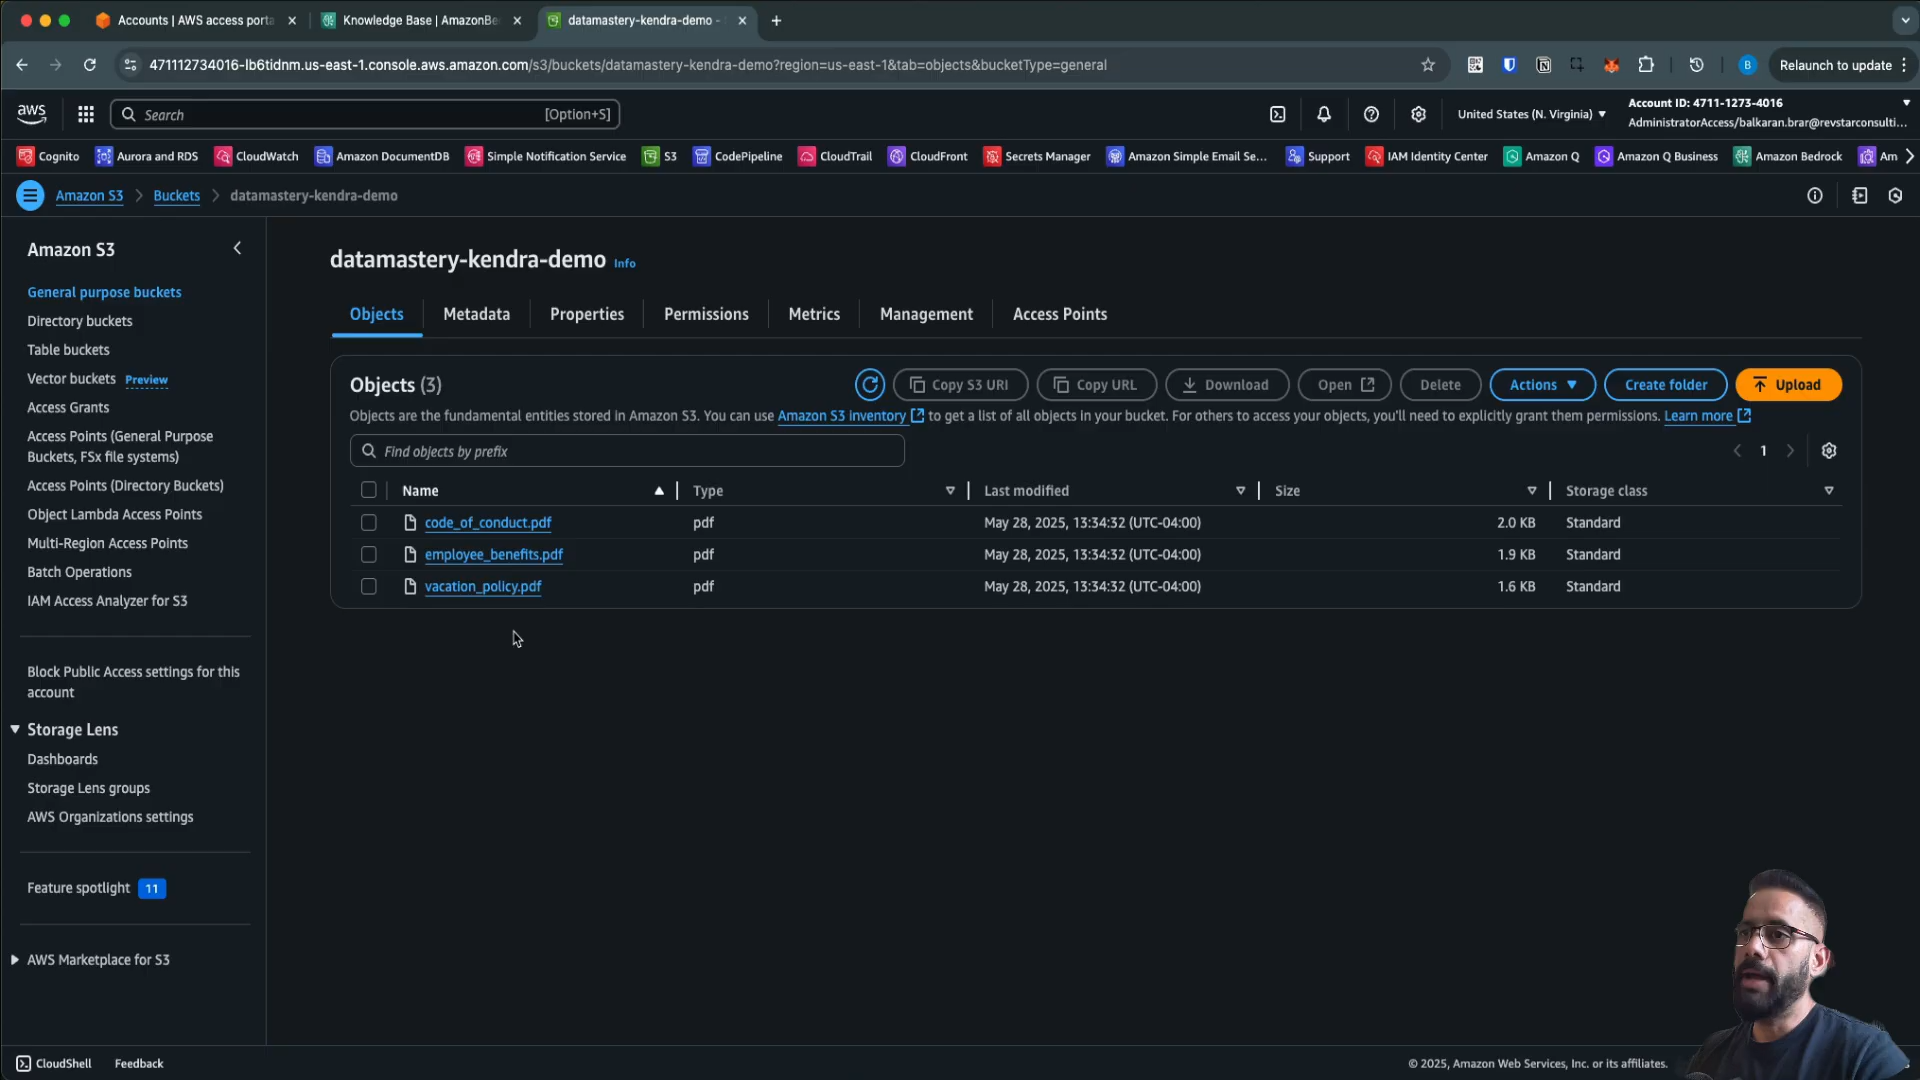 Accounts | AWS access porta
Knowledge Base | AmazonBe
datamastery-kendra-demo -
471112734016-lb6tidnm.us-east-1.console.aws.amazon.com/s3/buckets/datamastery-kendra-demo?region=us-east-1&tab=objects&bucketType=general
B
Relaunch to update
aws
Search
[Option+S]
United States (N. Virginia)
Account ID: 4711-1273-4016
AdministratorAccess/balkaran.brar@revstarconsulti...
Cognito
Aurora and RDS
CloudWatch
Amazon DocumentDB
Simple Notification Service
S3
CodePipeline
CloudTrail
CloudFront
Secrets Manager
Amazon Simple Email Se...
Support
IAM Identity Center
Amazon Q
Amazon Q Business
Amazon Bedrock
Am
Amazon S3
Buckets
datamastery-kendra-demo
Amazon S3
General purpose buckets
Directory buckets
Table buckets
Vector buckets Preview
Access Grants
Access Points (General Purpose
Buckets, FSx file systems)
Access Points (Directory Buckets)
Object Lambda Access Points
Multi-Region Access Points
Batch Operations
IAM Access Analyzer for S3
Block Public Access settings for this
account
Storage Lens
Dashboards
Storage Lens groups
AWS Organizations settings
Feature spotlight 11
AWS Marketplace for S3
datamastery-kendra-demo Info
Objects
Metadata
Properties
Permissions
Metrics
Management
Access Points
Objects (3)
Copy S3 URI
Copy URL
Download
Open
Delete
Actions
Create folder
Upload
Objects are the fundamental entities stored in Amazon S3. You can use Amazon S3 inventory to get a list of all objects in your bucket. For others to access your objects, you'll need to explicitly grant them permissions. Learn more
Find objects by prefix
1
Name Type Last modified Size Storage class
code_of_conduct.pdf pdf May 28, 2025, 13:34:32 (UTC-04:00) 2.0 KB Standard
employee_benefits.pdf pdf May 28, 2025, 13:34:32 (UTC-04:00) 1.9 KB Standard
vacation_policy.pdf pdf May 28, 2025, 13:34:32 (UTC-04:00) 1.6 KB Standard
CloudShell
Feedback
© 2025, Amazon Web Services, Inc. or its affiliates.